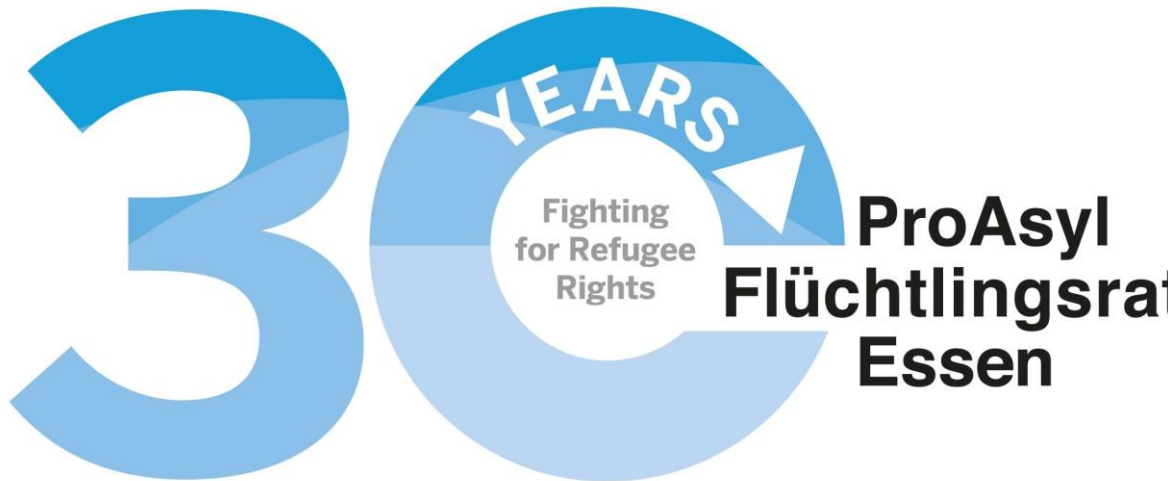 30
YEARS
Fighting
for Refugee
Rights
ProAsyl
Flüchtlingsrat
Essen